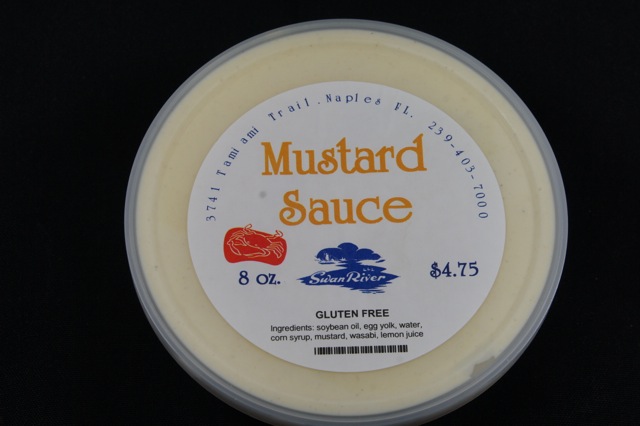 3741 Tamiami Trail. Naples FL. 239-403-7000
Mustard
Sauce
8 oz.
Swan River
$4.75
GLUTEN FREE
Ingredients: soybean oil, egg yolk, water,
corn syrup, mustard, wasabi, lemon juice